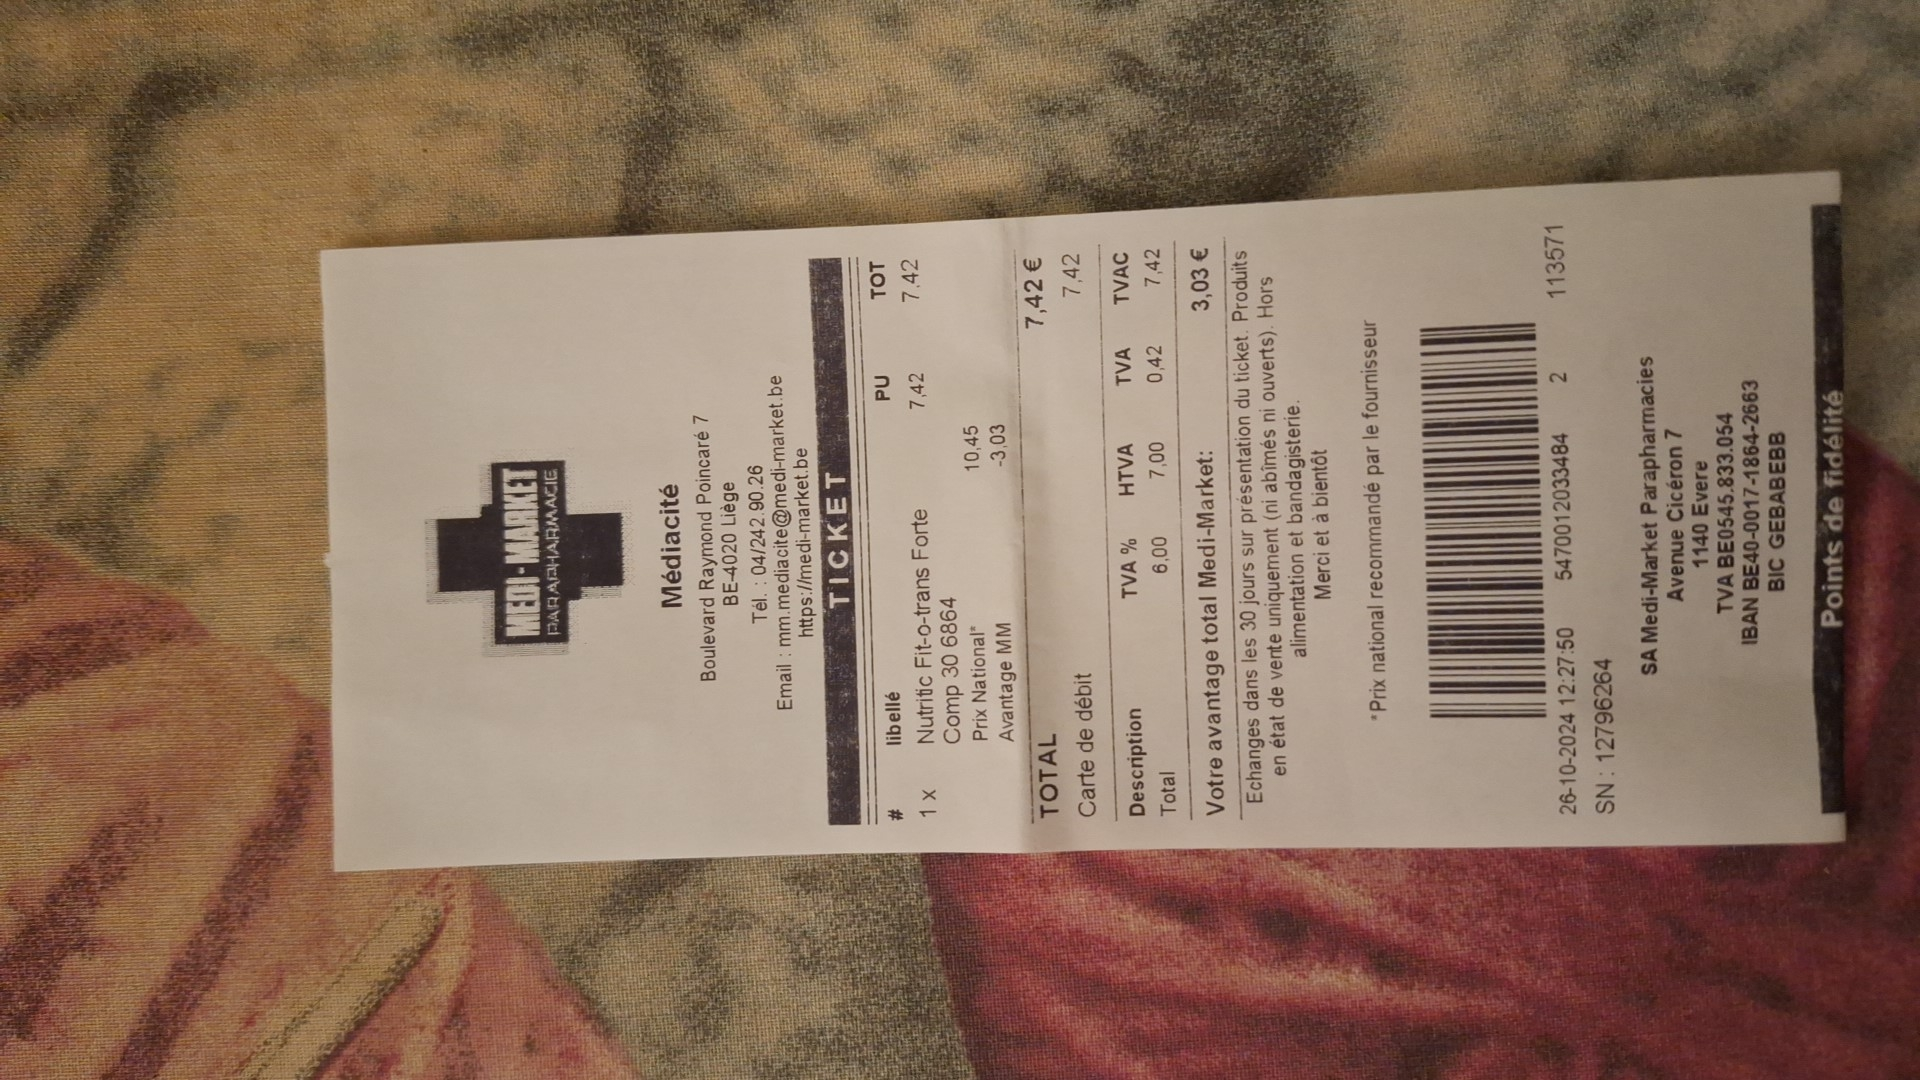 MEDI-MARKET
PARAPHARMACIE
Médiacité
Boulevard Raymond Poincaré 7
BE-4020 Liège
Tél. : 04/242.90.26
Email : mm.mediacite@medi-market.be
https://medi-market.be
TICKET
# libellé PU TOT
1 x Nutritic Fit-o-trans Forte 7,42 7,42
Comp 30 6864
Prix National* 10,45
Avantage MM -3,03
TOTAL 7,42 €
Carte de débit 7,42
Description TVA % HTVA TVA TVAC
Total 6,00 7,00 0,42 7,42
Votre avantage total Medi-Market: 3,03 €
Echanges dans les 30 jours sur présentation du ticket. Produits
en état de vente uniquement (ni abîmés ni ouverts). Hors
alimentation et bandagisterie.
Merci et à bientôt
*Prix national recommandé par le fournisseur
26-10-2024 12:27:50 5470012033484 2 113571
SN : 12796264
SA Medi-Market Parapharmacies
Avenue Cicéron 7
1140 Evere
TVA BE0545.833.054
IBAN BE40-0017-1864-2663
BIC GEBABEBB
Points de fidélité